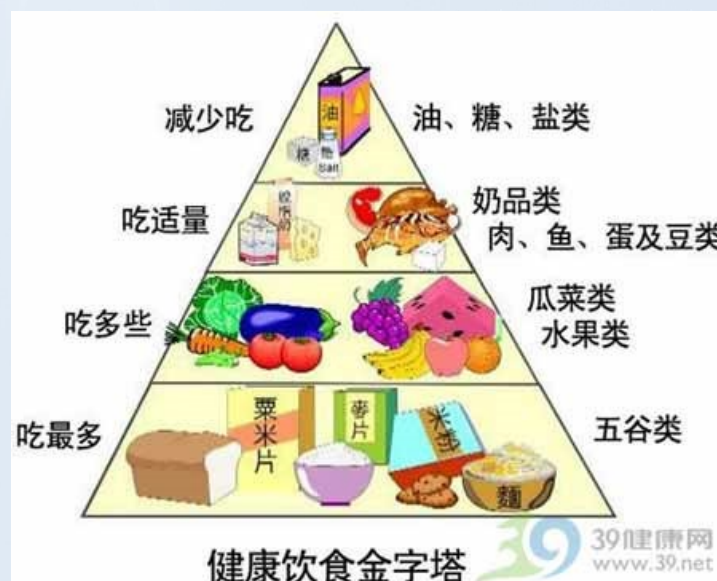 减少吃
油
糖
盐
Salt
油、糖、盐类
吃适量
奶品类
肉、鱼、蛋及豆类
吃多些
瓜菜类
水果类
吃最多
粟米片
麥片
米粉
麵
五谷类
健康饮食金字塔
39健康网
www.39.net